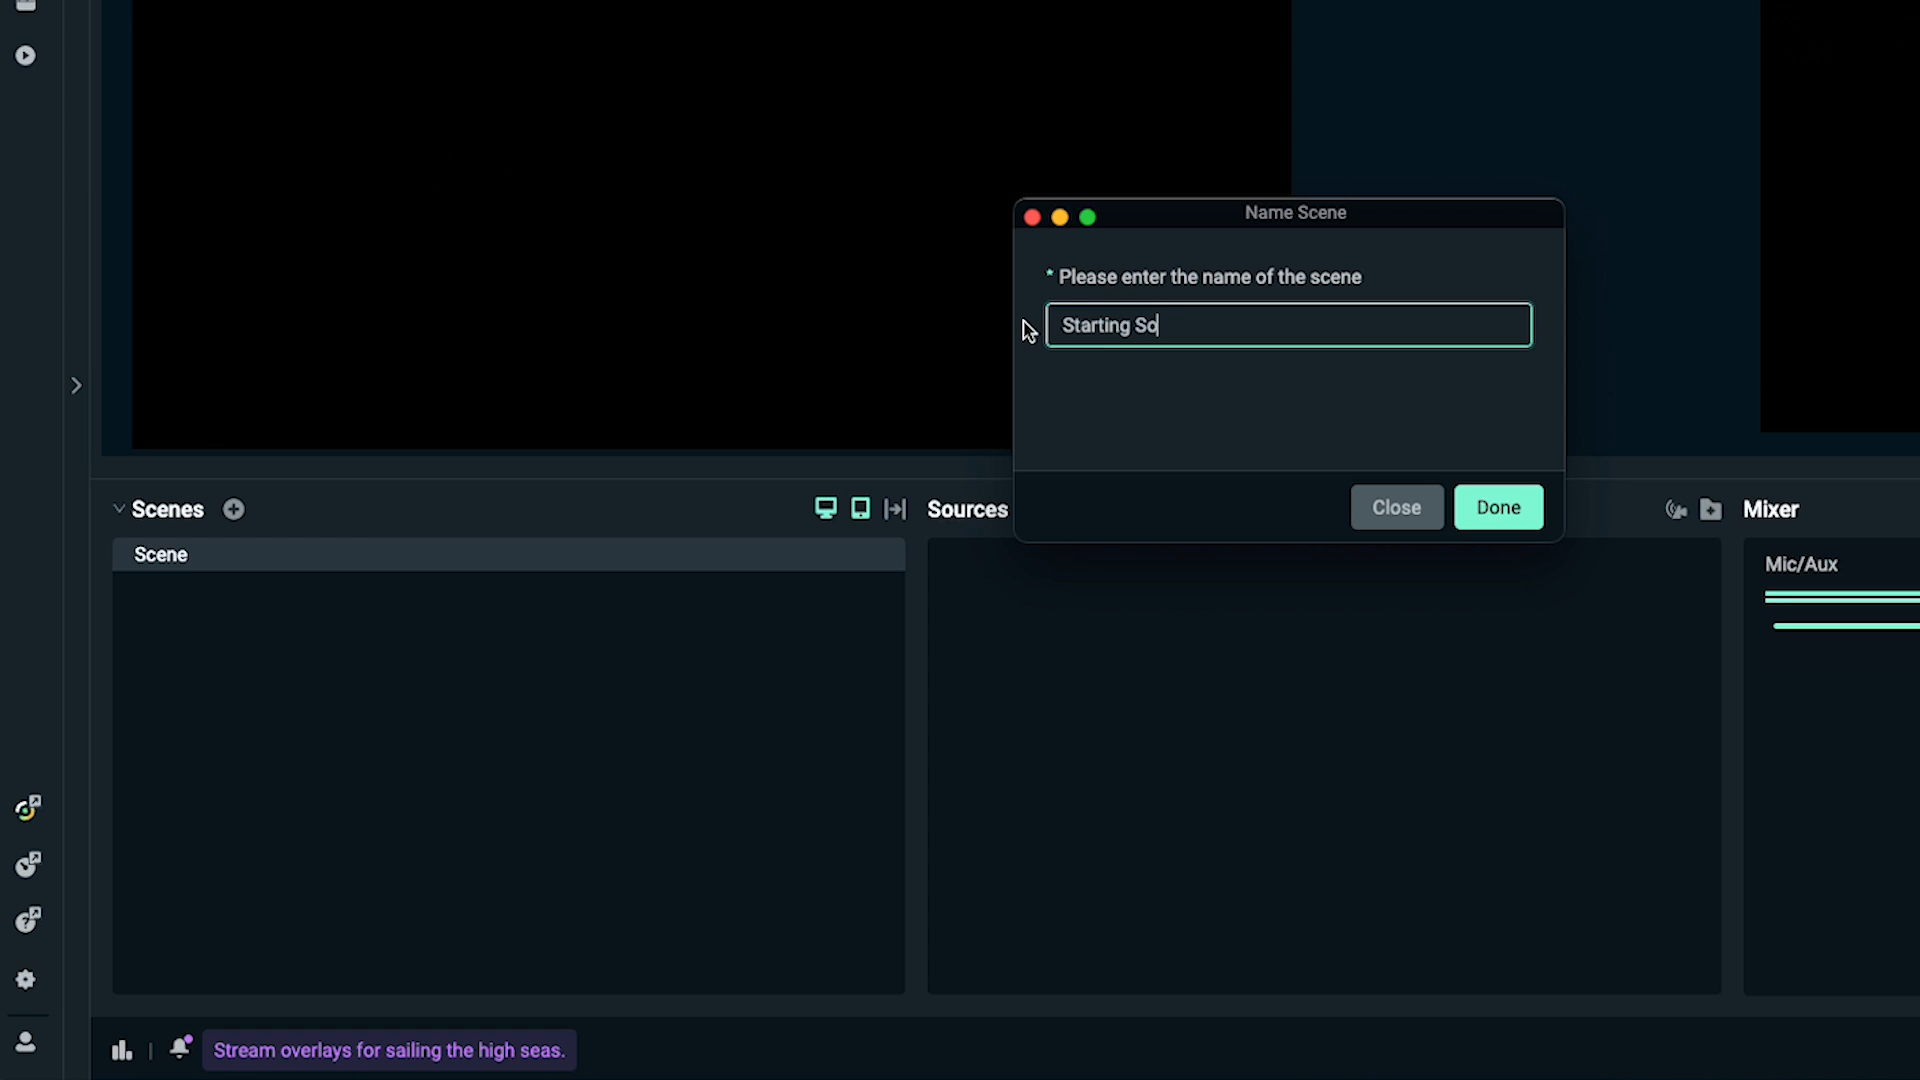 Name Scene
* Please enter the name of the scene
Starting So
Close
Done
Scenes
Sources
Mixer
Scene
Mic/Aux
Stream overlays for sailing the high seas.